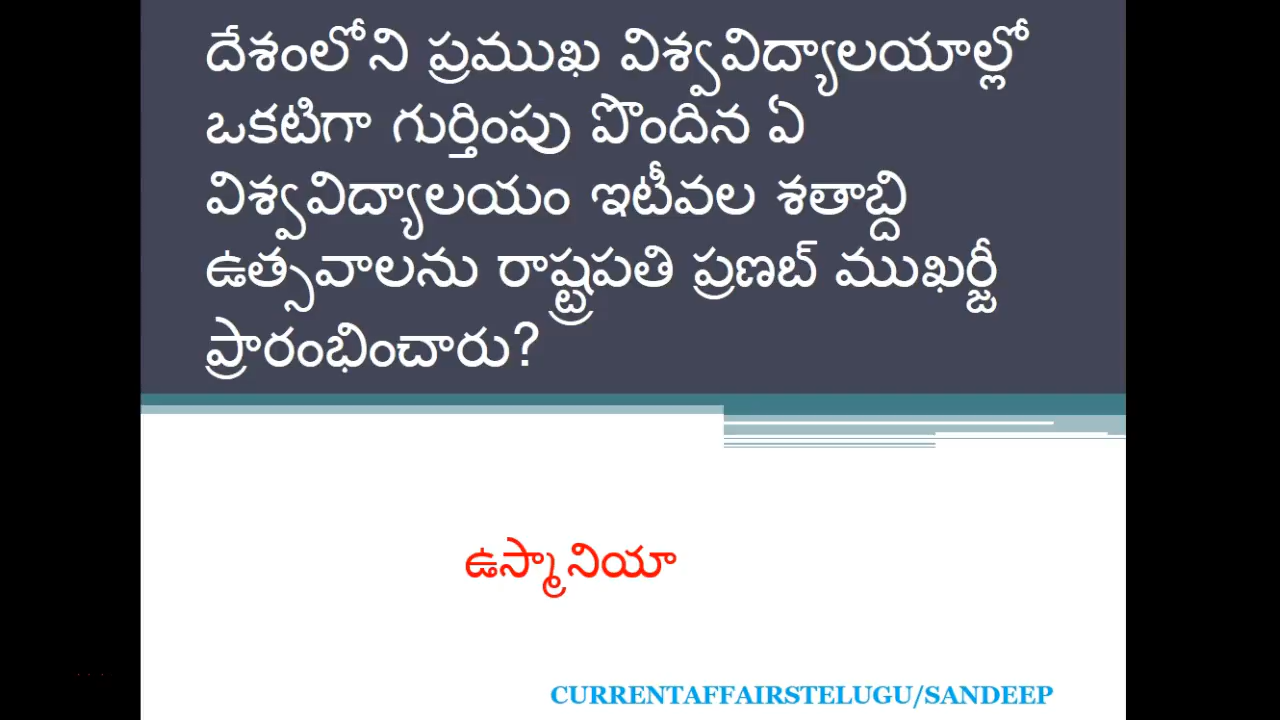 దేశంలోని ప్రముఖ విశ్వవిద్యాలయాల్లో
ఒకటిగా గుర్తింపు పొందిన ఏ
విశ్వవిద్యాలయం ఇటీవల శతాబ్ది
ఉత్సవాలను రాష్ట్రపతి ప్రణబ్ ముఖర్జీ
ప్రారంభించారు?
ఉస్మానియా
CURRENTAFFAIRSTELUGU/SANDEEP